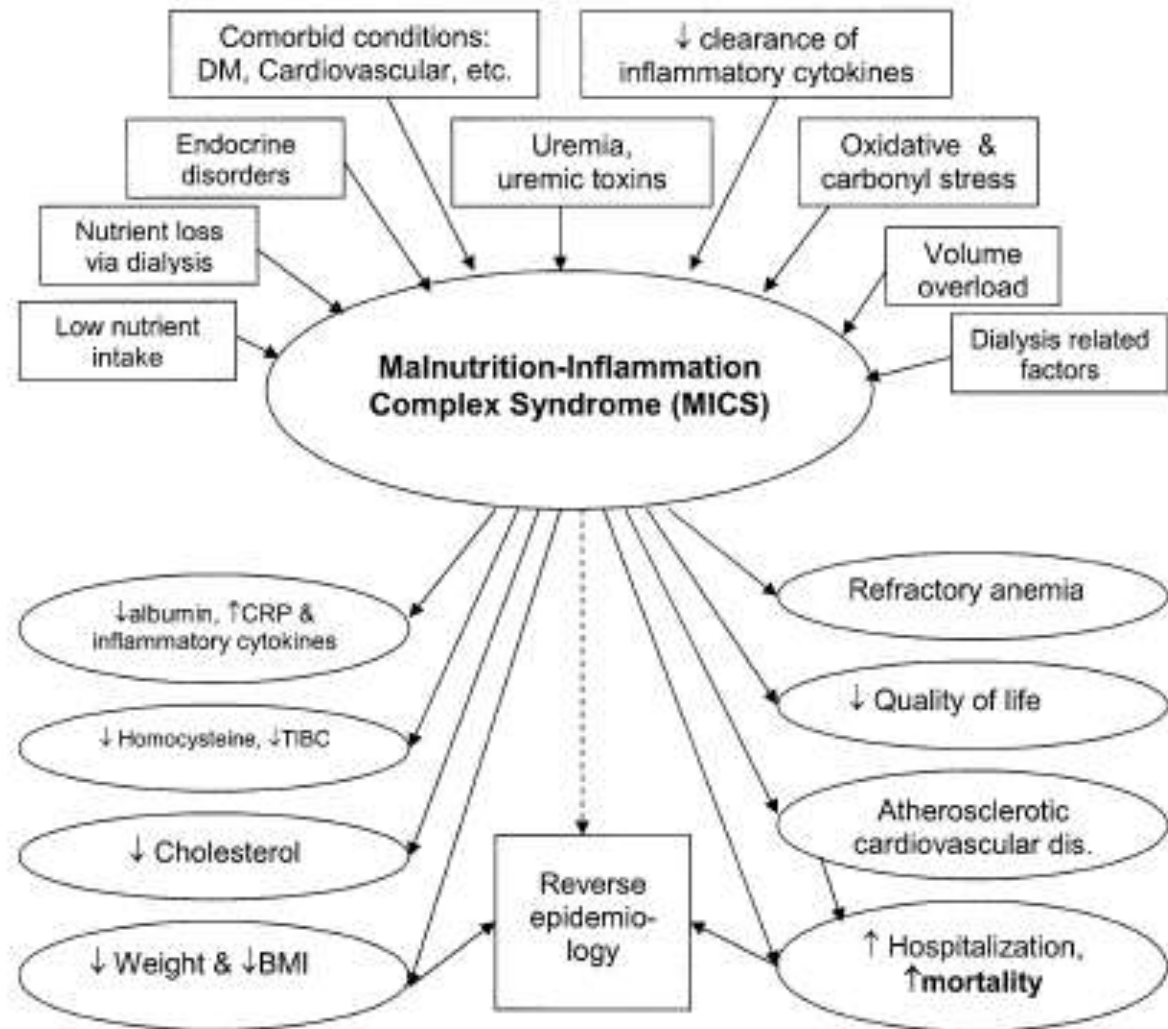 Comorbid conditions:
DM, Cardiovascular, etc.
↓ clearance of
inflammatory cytokines
Endocrine
disorders
Uremia,
uremic toxins
Oxidative &
carbonyl stress
Nutrient loss
via dialysis
Volume
overload
Low nutrient
intake
Dialysis related
factors
Malnutrition-Inflammation
Complex Syndrome (MICS)
↓albumin, ↑CRP &
inflammatory cytokines
Refractory anemia
↓ Homocysteine, ↓TIBC
↓ Quality of life
↓ Cholesterol
Atherosclerotic
cardiovascular dis.
Reverse
epidemio-
logy
↓ Weight & ↓BMI
↑ Hospitalization,
↑mortality